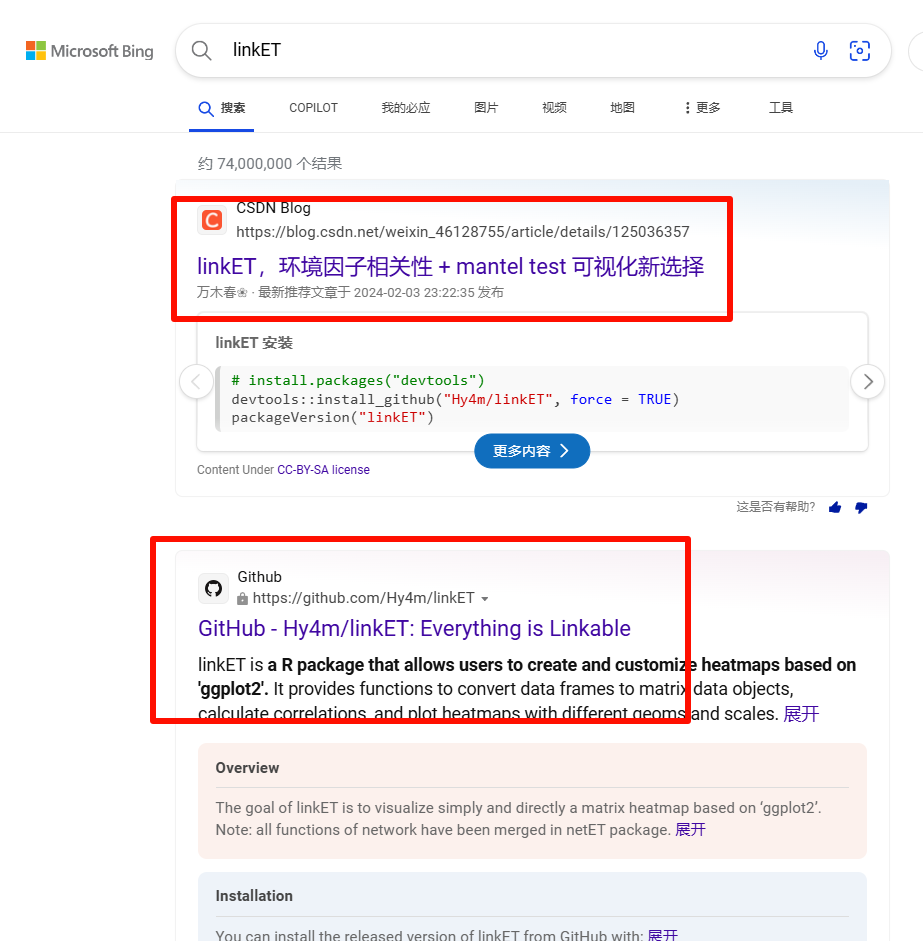 Microsoft Bing
linkET
搜索 COPILOT 我的必应 图片 视频 地图 更多 工具
约 74,000,000 个结果
CSDN Blog
https://blog.csdn.net/weixin_46128755/article/details/125036357
linkET，环境因子相关性 + mantel test 可视化新选择
万木春❀ · 最新推荐文章于 2024-02-03 23:22:35 发布
linkET 安装
# install.packages("devtools")
devtools::install_github("Hy4m/linkET", force = TRUE)
packageVersion("linkET")
更多内容
Content Under CC-BY-SA license
这是否有帮助?
Github
https://github.com/Hy4m/linkET
GitHub - Hy4m/linkET: Everything is Linkable
linkET is a R package that allows users to create and customize heatmaps based on
'ggplot2'. It provides functions to convert data frames to matrix data objects,
calculate correlations, and plot heatmaps with different geoms and scales. 展开
Overview
The goal of linkET is to visualize simply and directly a matrix heatmap based on ‘ggplot2’.
Note: all functions of network have been merged in netET package. 展开
Installation
You can install the released version of linkET from GitHub with: 展开